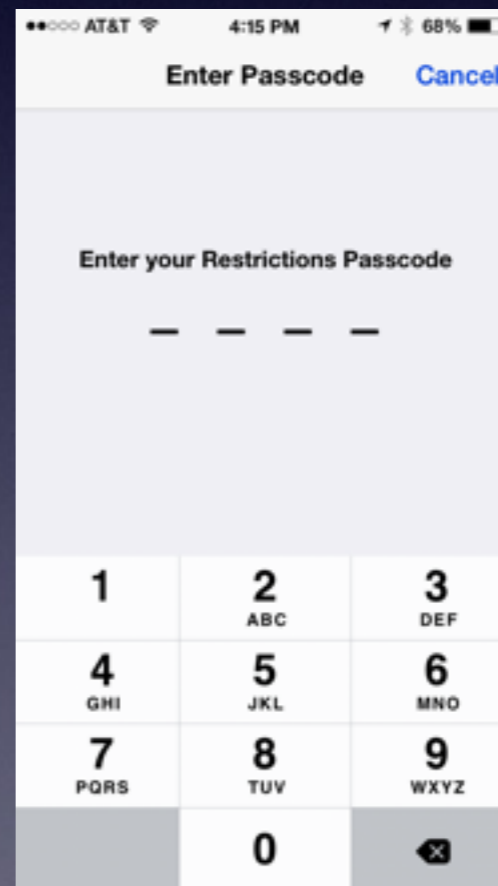 AT&T 4:15 PM 68%
Enter Passcode Cancel
Enter your Restrictions Passcode
1 2 3
ABC DEF
4 5 6
GHI JKL MNO
7 8 9
PQRS TUV WXYZ
0